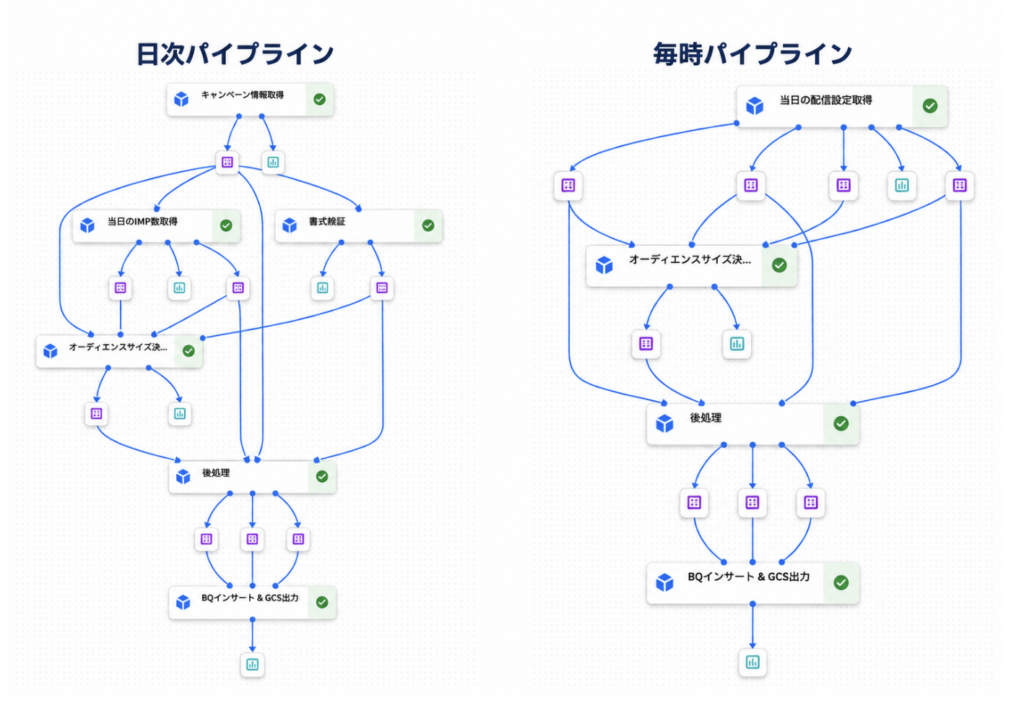 日次パイプライン
キャンペーン情報取得
当日のIMP数取得
書式検証
オーディエンスサイズ決...
後処理
BQインサート & GCS出力
毎時パイプライン
当日の配信設定取得
オーディエンスサイズ決...
後処理
BQインサート & GCS出力